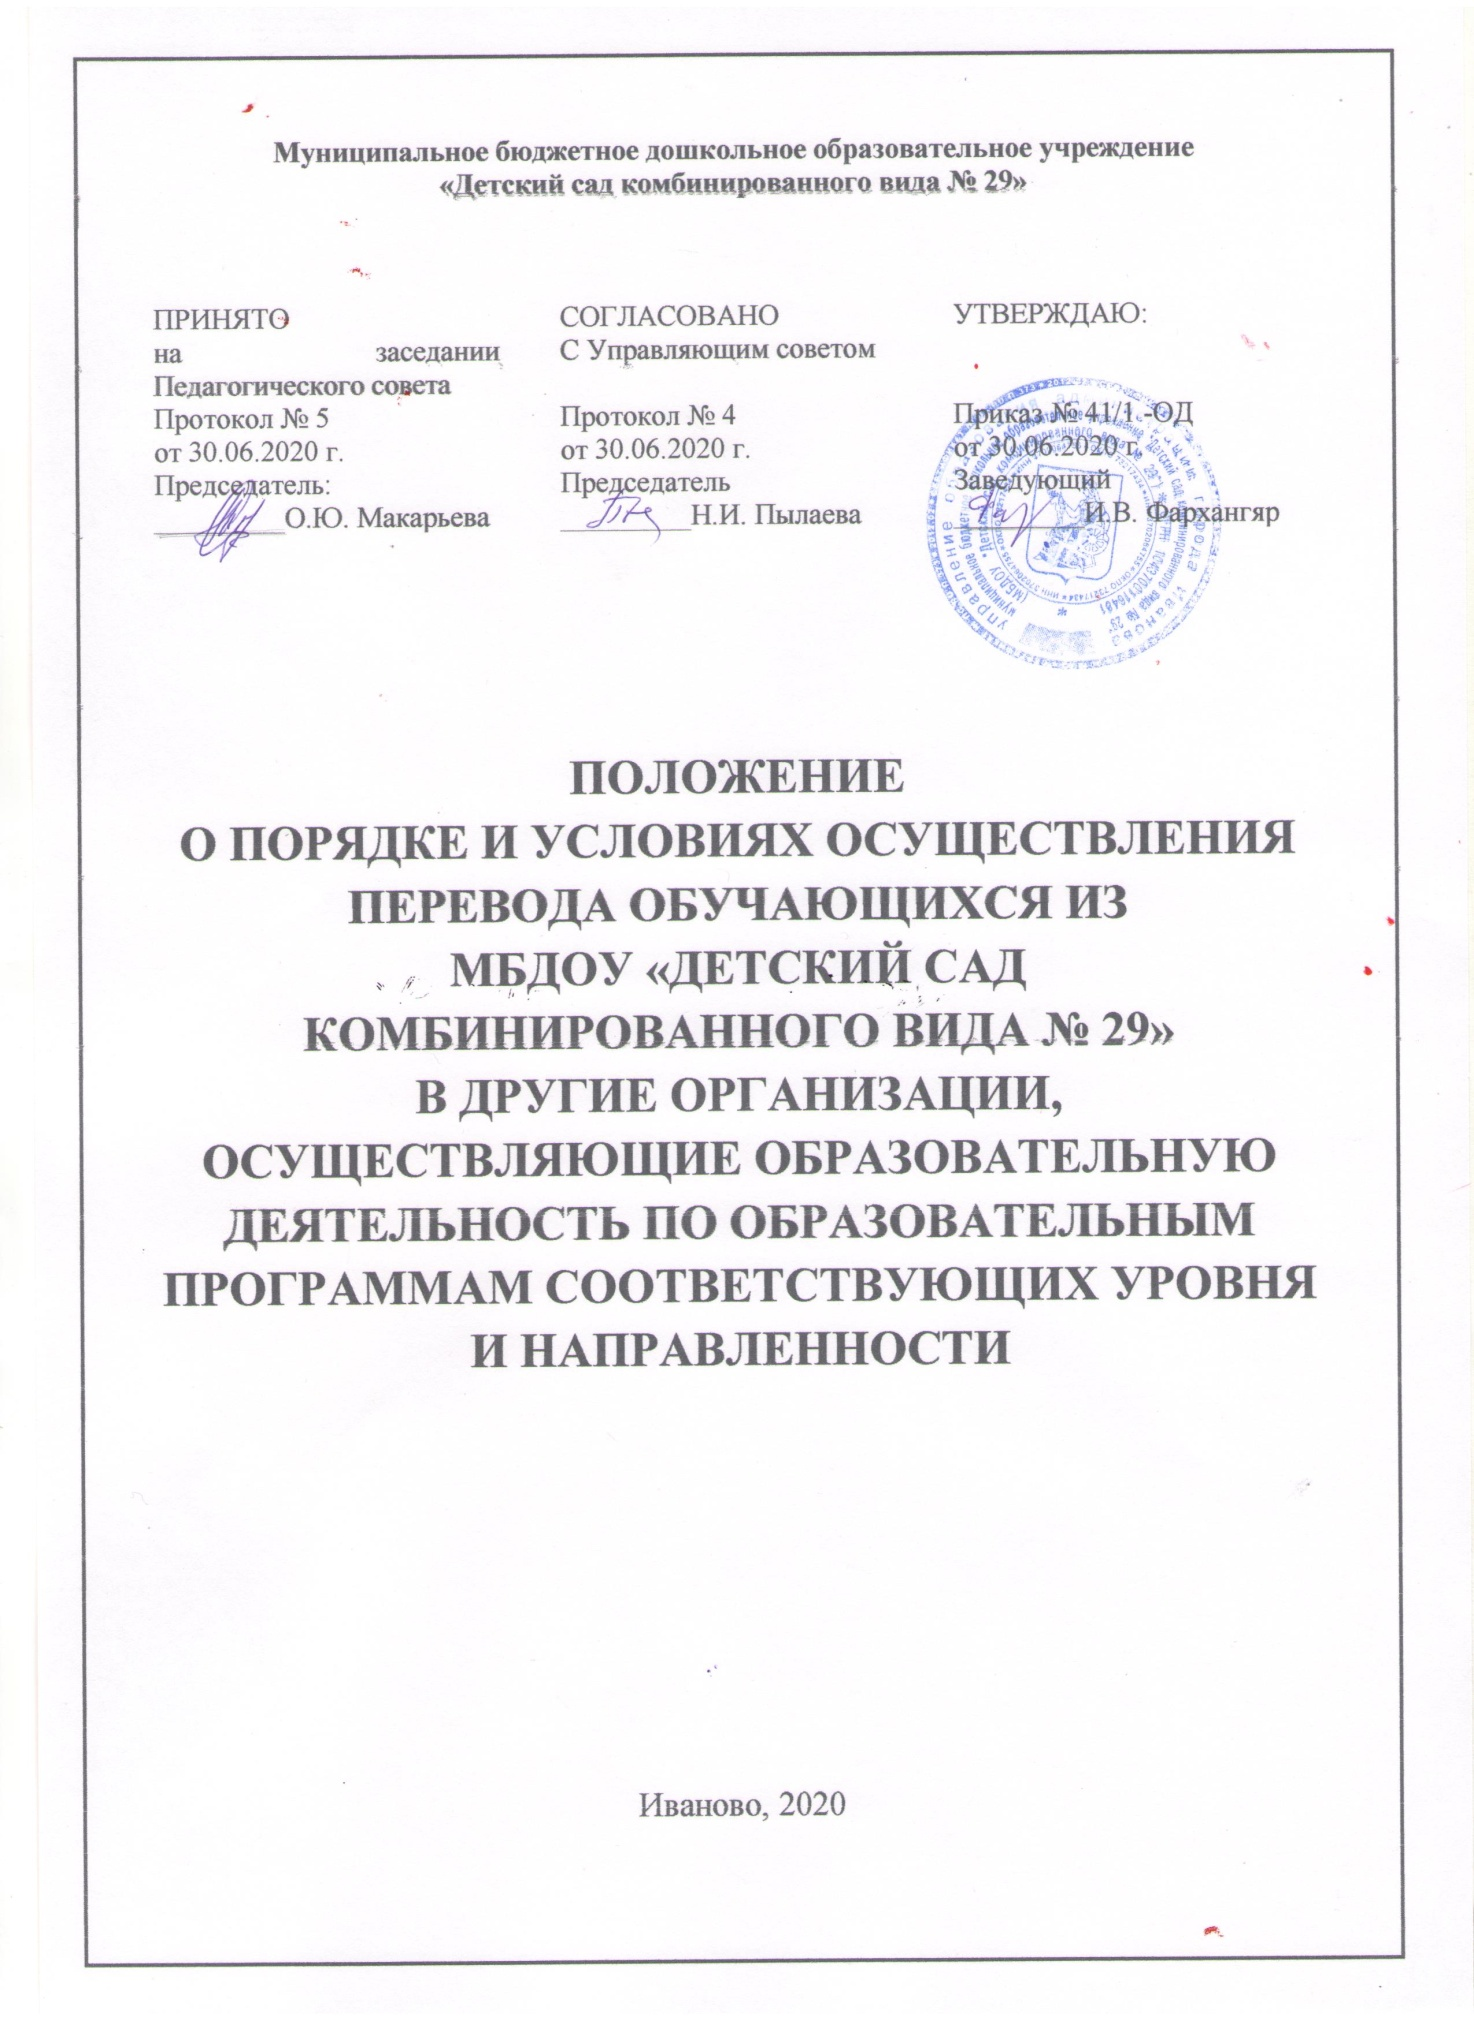 Муниципальное бюджетное дошкольное образовательное учреждение
«Детский сад комбинированного вида № 29»
ПРИНЯТО
на заседании
Педагогического совета
Протокол № 5
от 30.06.2020 г.
Председатель:
О.Ю. Макарьева
СОГЛАСОВАНО
С Управляющим советом
Протокол № 4
от 30.06.2020 г.
Председатель
Н.И. Пылаева
УТВЕРЖДАЮ:
Приказ № 41/1 -ОД
от 30.06.2020 г.
Заведующий
И.В. Фархангяр
ПОЛОЖЕНИЕ
О ПОРЯДКЕ И УСЛОВИЯХ ОСУЩЕСТВЛЕНИЯ
ПЕРЕВОДА ОБУЧАЮЩИХСЯ ИЗ
МБДОУ «ДЕТСКИЙ САД
КОМБИНИРОВАННОГО ВИДА № 29»
В ДРУГИЕ ОРГАНИЗАЦИИ,
ОСУЩЕСТВЛЯЮЩИЕ ОБРАЗОВАТЕЛЬНУЮ
ДЕЯТЕЛЬНОСТЬ ПО ОБРАЗОВАТЕЛЬНЫМ
ПРОГРАММАМ СООТВЕТСТВУЮЩИХ УРОВНЯ
И НАПРАВЛЕННОСТИ
Иваново, 2020